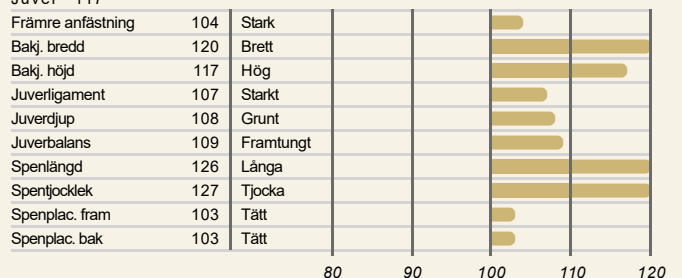 Juver 117
Främre anfästning 104 Stark
Bakj. bredd 120 Brett
Bakj. höjd 117 Hög
Juverligament 107 Starkt
Juverdjup 108 Grunt
Juverbalans 109 Framtungt
Spenlängd 126 Långa
Spentjocklek 127 Tjocka
Spenplac. fram 103 Tätt
Spenplac. bak 103 Tätt
80 90 100 110 120